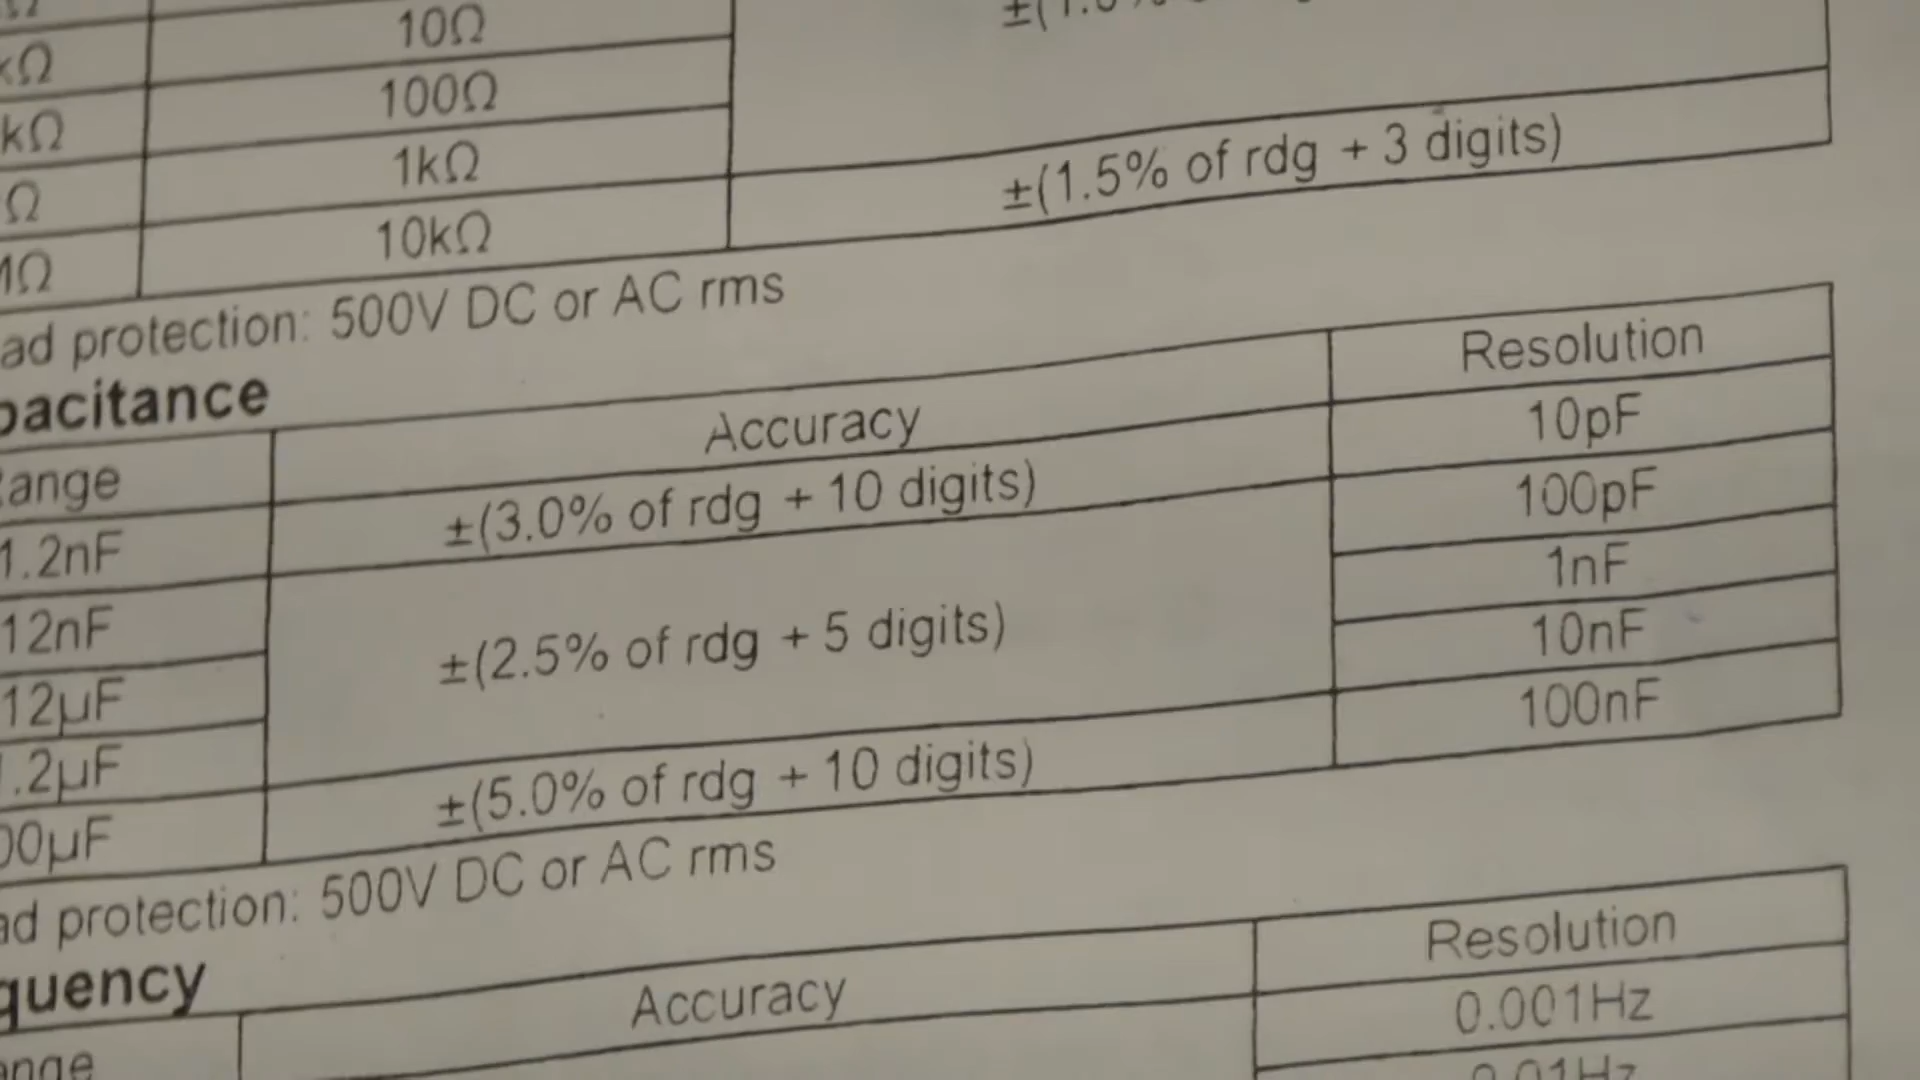 10Ω
kΩ
100Ω
kΩ
1kΩ
Ω
10kΩ
±(1.5% of rdg + 3 digits)
Ω
ad protection: 500V DC or AC rms
pacitance
ange Accuracy Resolution
1.2nF ±(3.0% of rdg + 10 digits) 10pF
12nF 100pF
12µF ±(2.5% of rdg + 5 digits) 1nF
.2µF 10nF
00µF ±(5.0% of rdg + 10 digits) 100nF
ad protection: 500V DC or AC rms
quency
ange Accuracy Resolution
0.001Hz
0.01Hz